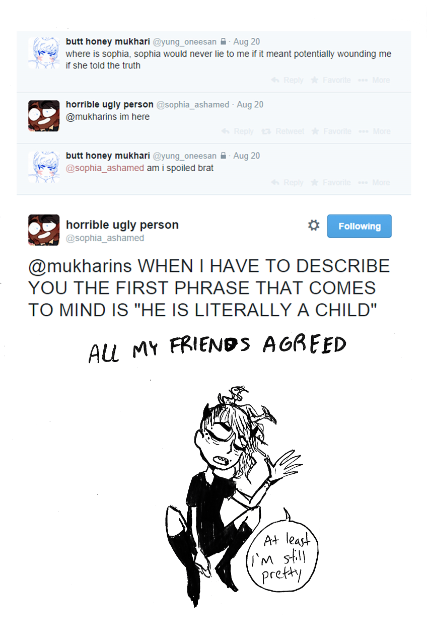 butt honey mukhari @yung_oneesan · Aug 20
where is sophia, sophia would never lie to me if it meant potentially wounding me
if she told the truth
Reply Favorite More
horrible ugly person @sophia_ashamed · Aug 20
@mukharins im here
Reply Retweet Favorite More
butt honey mukhari @yung_oneesan · Aug 20
@sophia_ashamed am i spoiled brat
Reply Favorite More
horrible ugly person
@sophia_ashamed
Following
@mukharins WHEN I HAVE TO DESCRIBE
YOU THE FIRST PHRASE THAT COMES
TO MIND IS "HE IS LITERALLY A CHILD"
ALL MY FRIENDS AGREED
At least
I'm still
pretty